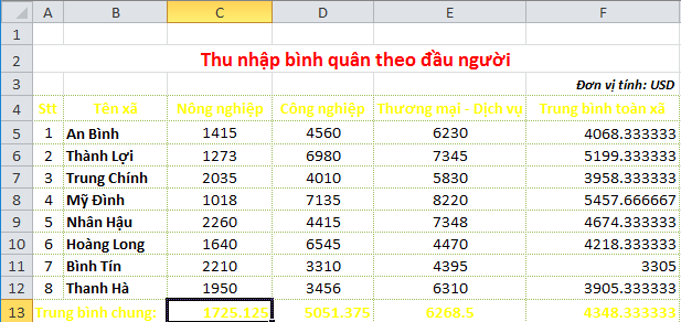 A B C D E F
1
2 Thu nhập bình quân theo đầu người
3 Đơn vị tính: USD
4 Stt Tên xã Nông nghiệp Công nghiệp Thương mại - Dịch vụ Trung bình toàn xã
5 1 An Bình 1415 4560 6230 4068.333333
6 2 Thành Lợi 1273 6980 7345 5199.333333
7 3 Trung Chính 2035 4010 5830 3958.333333
8 4 Mỹ Đình 1018 7135 8220 5457.666667
9 5 Nhân Hậu 2260 4415 7348 4674.333333
10 6 Hoàng Long 1640 6545 4470 4218.333333
11 7 Bình Tín 2210 3310 4395 3305
12 8 Thanh Hà 1950 3456 6310 3905.333333
13 Trung bình chung: 1725.125 5051.375 6268.5 4348.333333